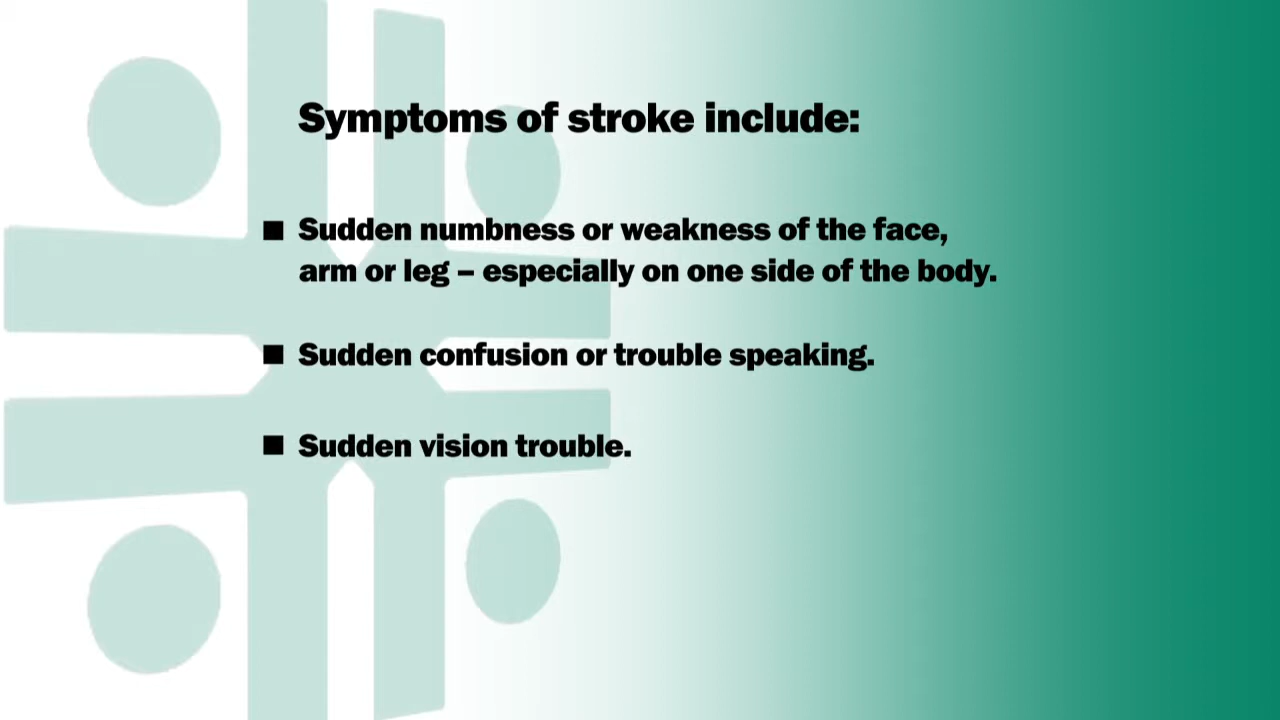 Symptoms of stroke include:
■ Sudden numbness or weakness of the face,
arm or leg – especially on one side of the body.
■ Sudden confusion or trouble speaking.
■ Sudden vision trouble.